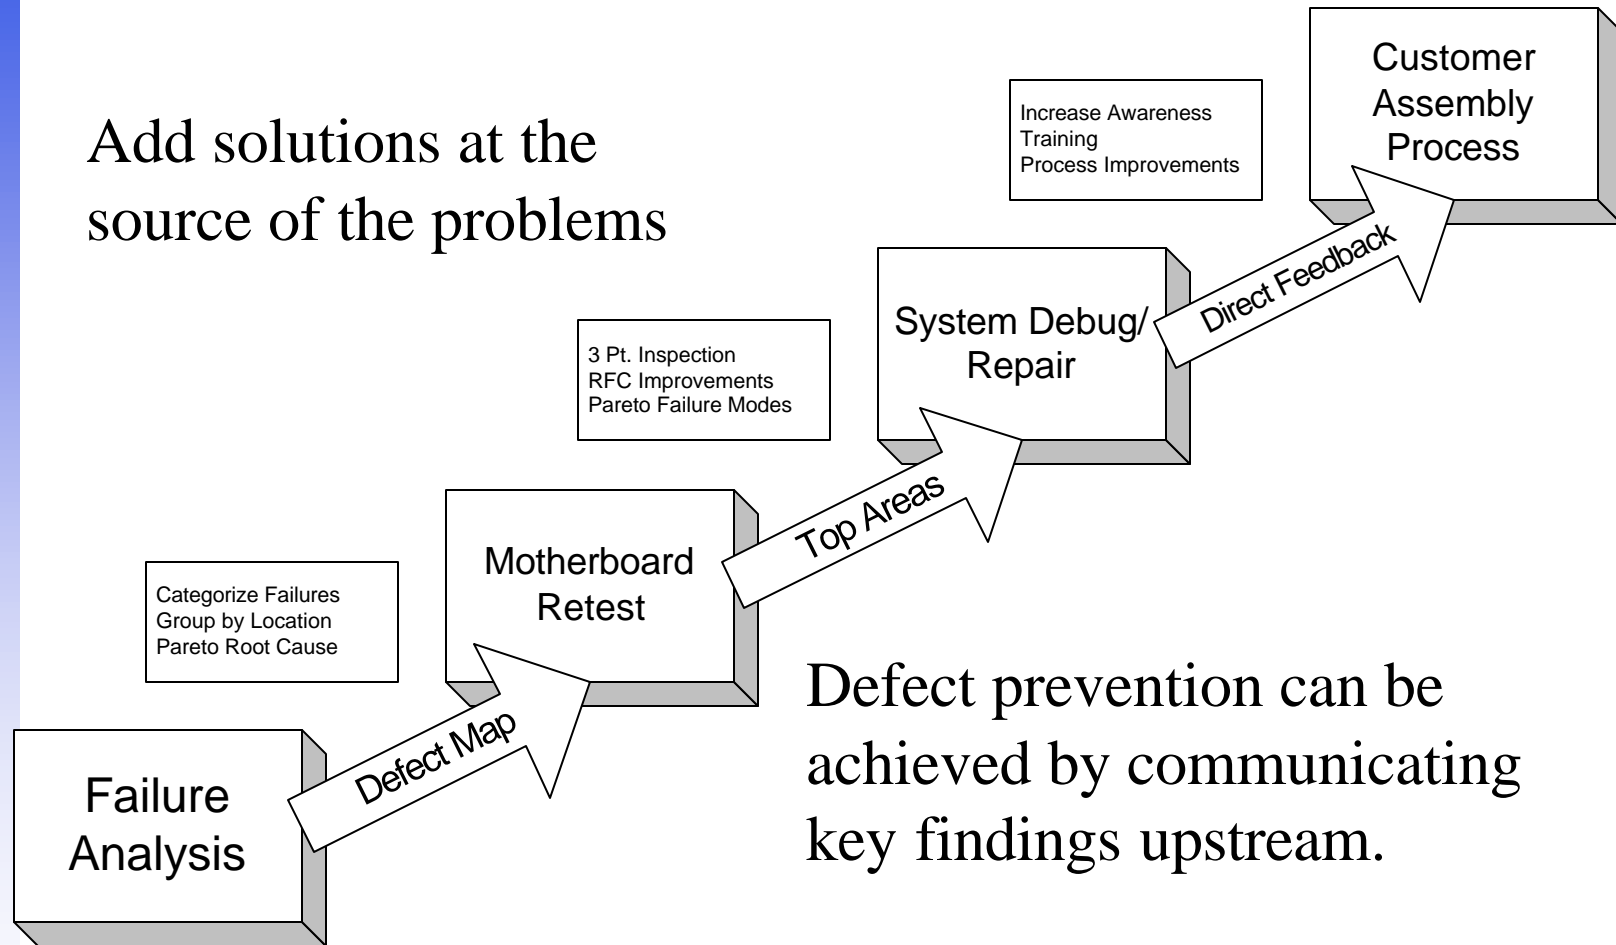 Add solutions at the
source of the problems
Increase Awareness
Training
Process Improvements
Customer
Assembly
Process
Direct Feedback
System Debug/
Repair
3 Pt. Inspection
RFC Improvements
Pareto Failure Modes
Top Areas
Motherboard
Retest
Categorize Failures
Group by Location
Pareto Root Cause
Defect Map
Failure
Analysis
Defect prevention can be
achieved by communicating
key findings upstream.